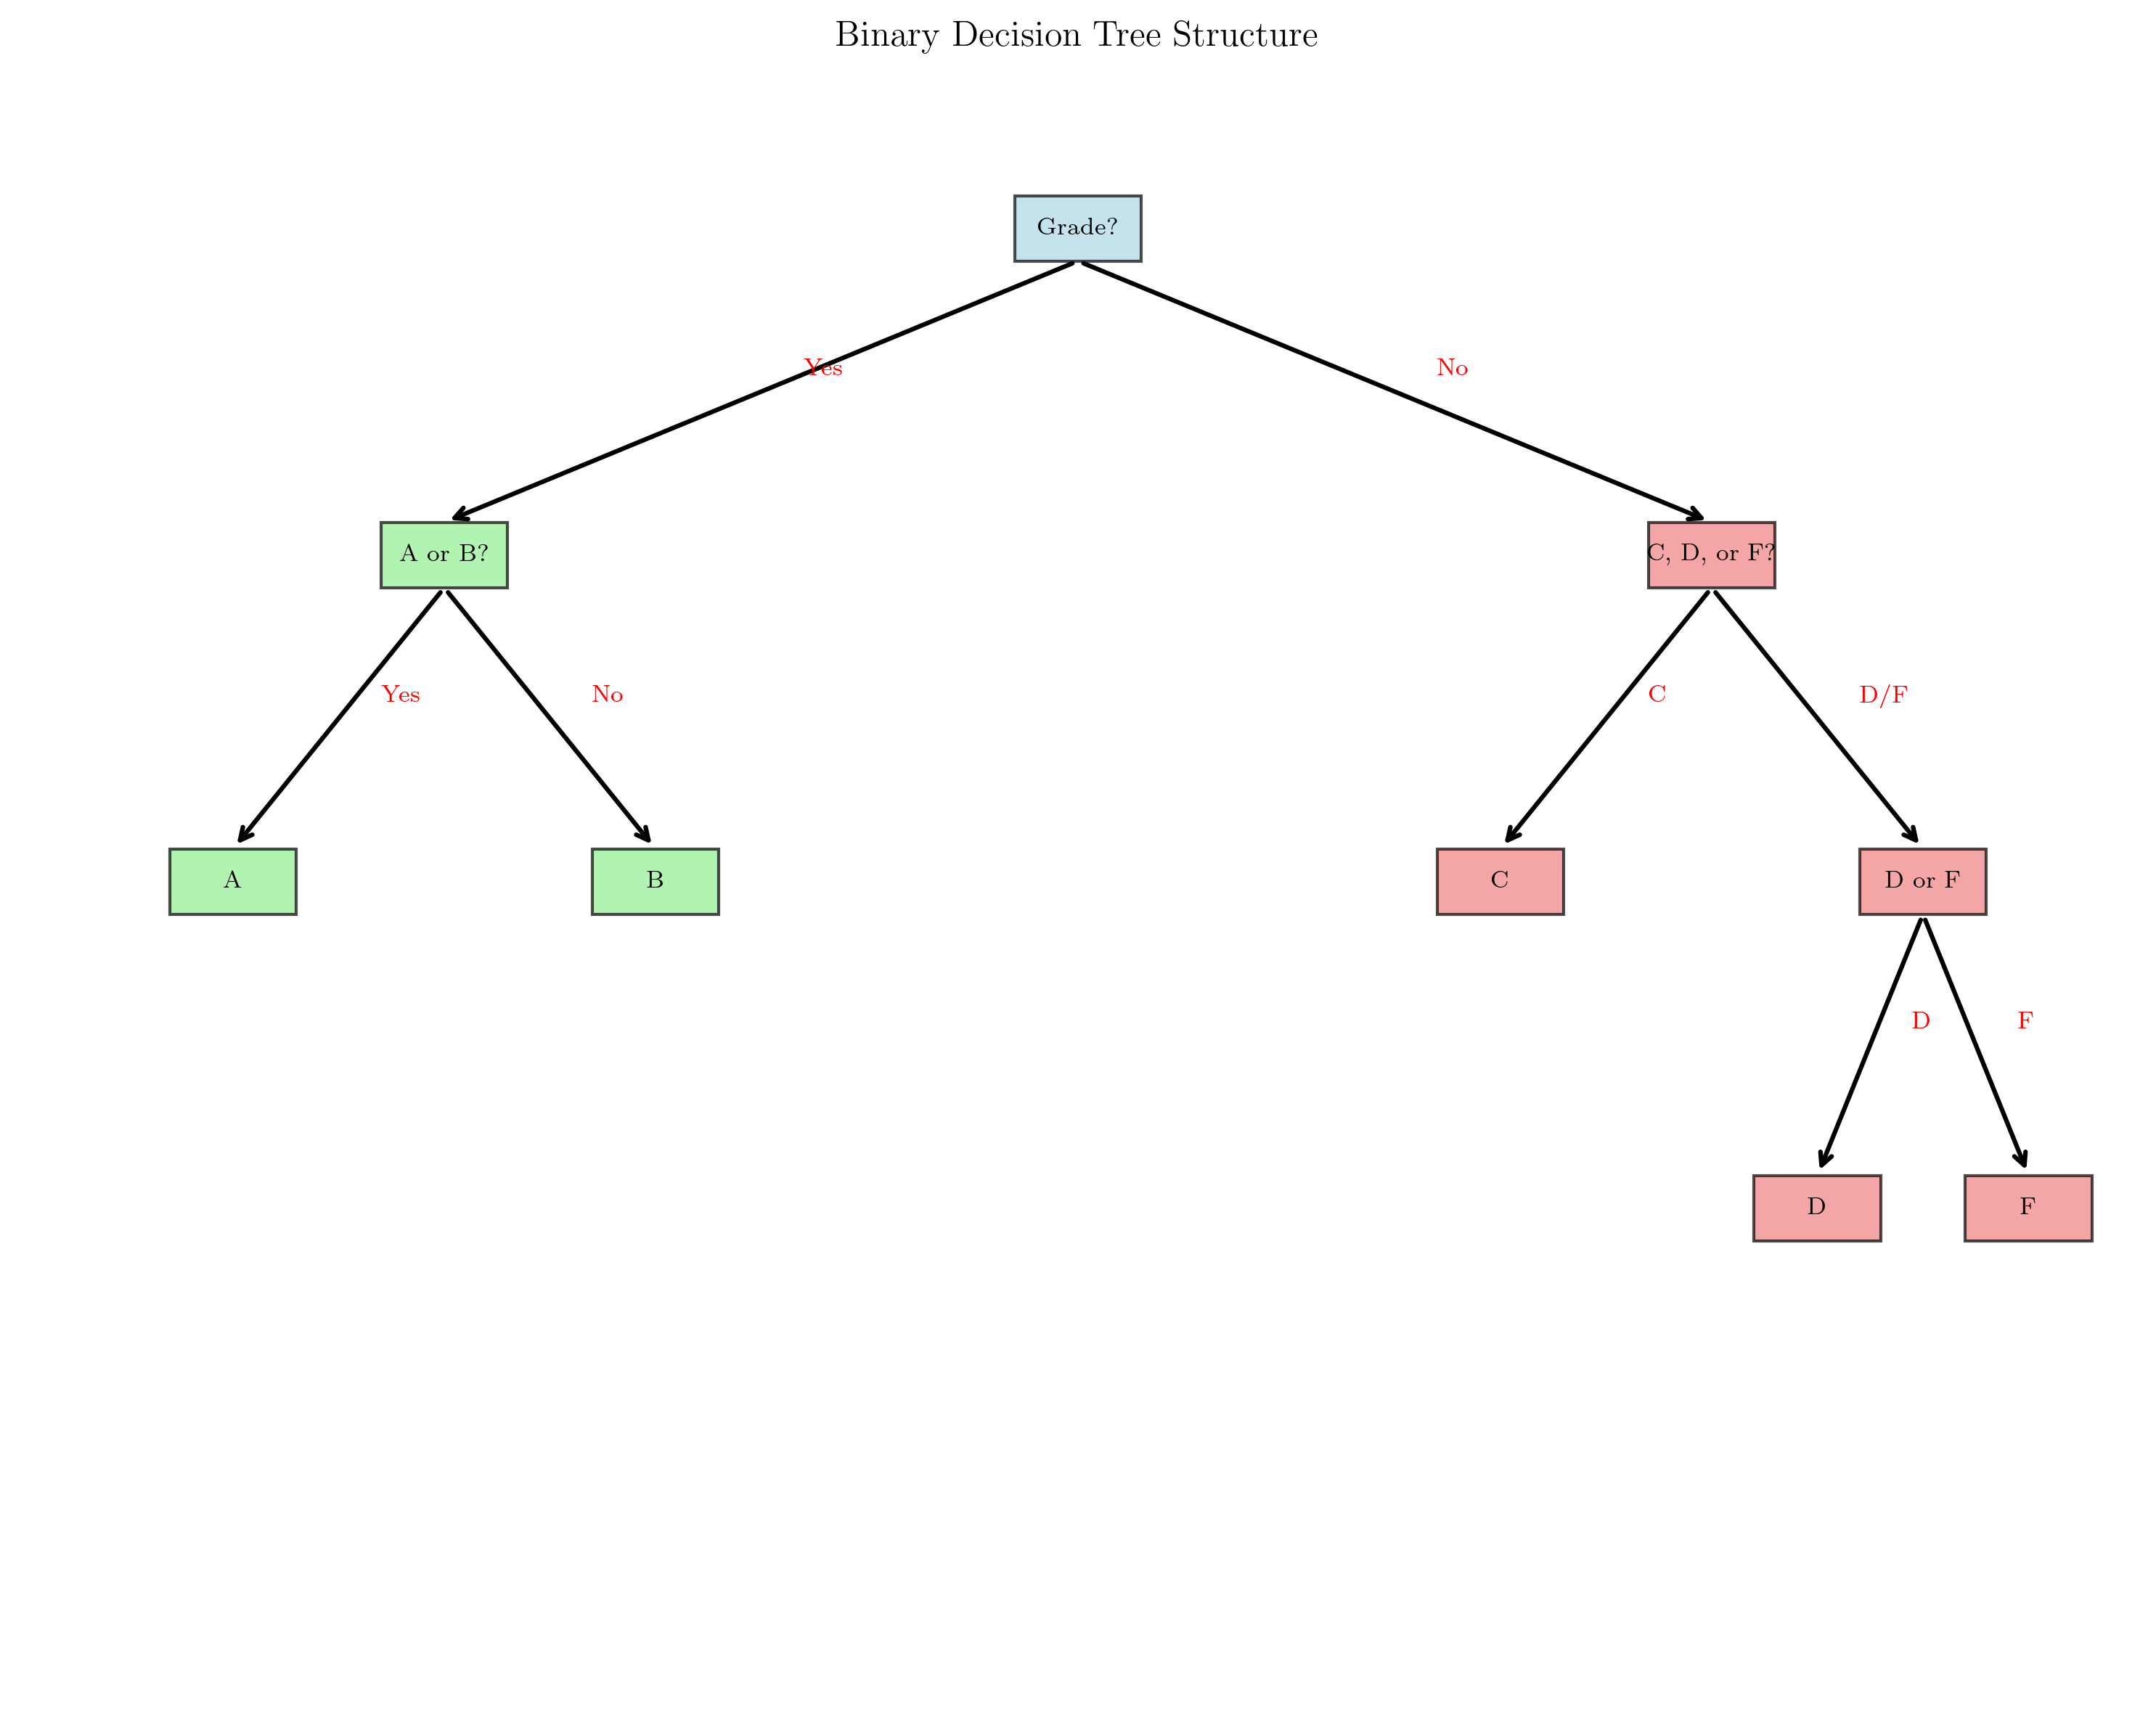 Binary Decision Tree Structure
Grade?
Yes
No
A or B?
C, D, or F?
Yes
No
C
D/F
A
B
C
D or F
D
F
D
F